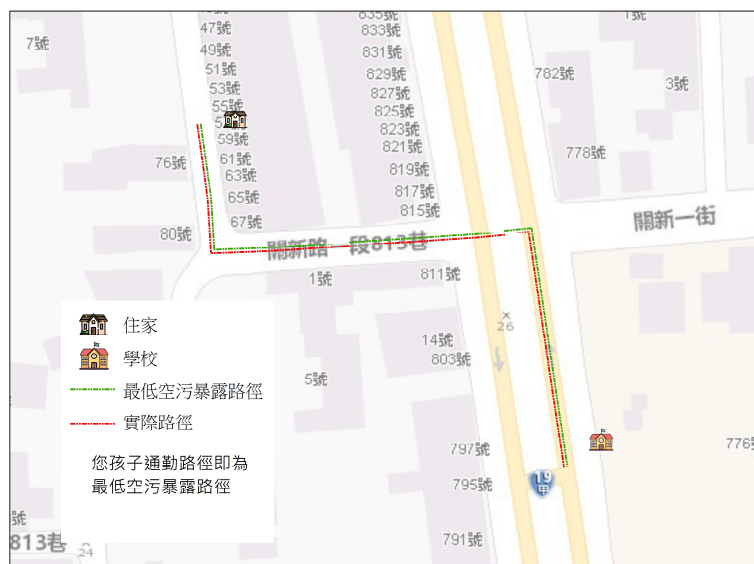 47號
49號
51號
53號
55號
59號
61號
63號
65號
67號
7號
76號
80號
835號
833號
831號
829號
827號
825號
823號
821號
819號
817號
815號
811號
1號
782號
3號
778號
關新一街
關新路一段813巷
1號
14號
803號
5號
26
797號
795號
791號
19
甲
776號
住家
學校
最低空污暴露路徑
實際路徑
您孩子通勤路徑即為
最低空污暴露路徑
號
813巷
24